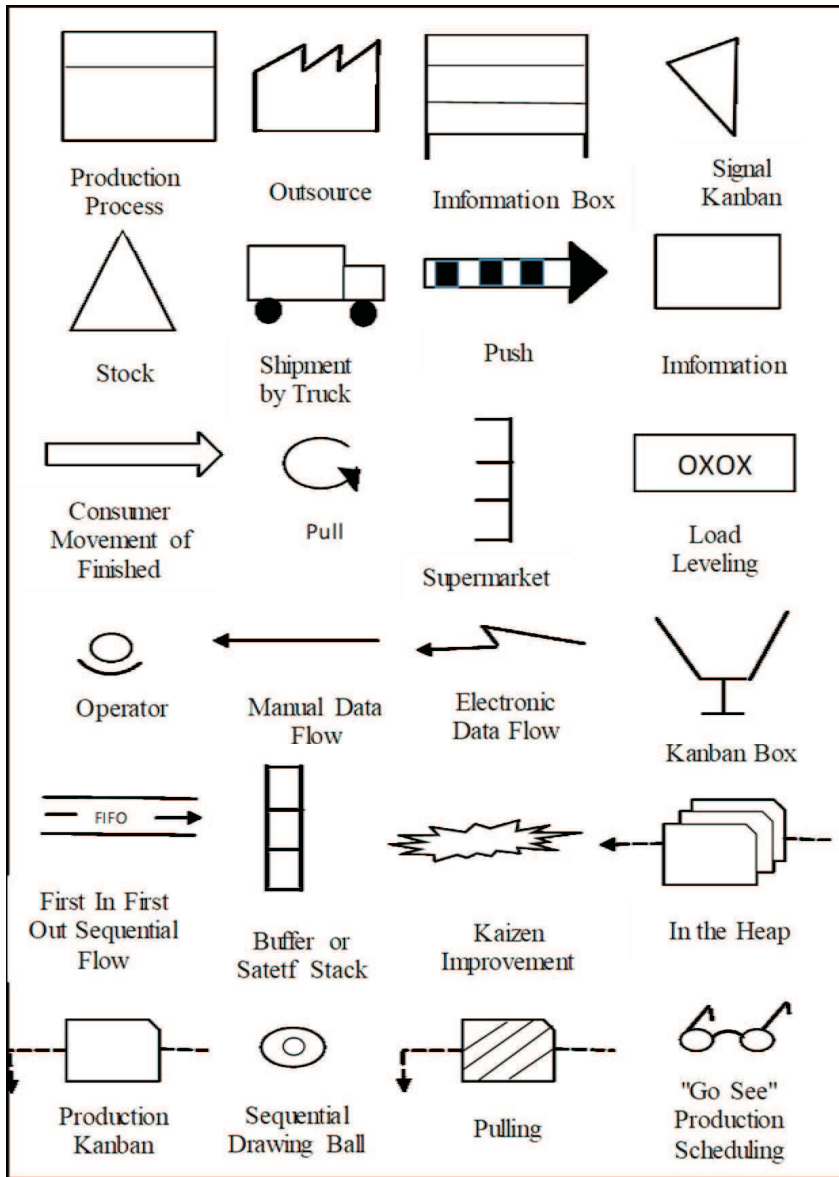 Production
Process
Outsource
Imformation Box
Signal
Kanban
Stock
Shipment
by Truck
Push
Imformation
Consumer
Movement of
Finished
Pull
Supermarket
OXOX
Load
Leveling
Operator
Manual Data
Flow
Electronic
Data Flow
Kanban Box
FIFO
First In First
Out Sequential
Flow
Buffer or
Satetf Stack
Kaizen
Improvement
In the Heap
Production
Kanban
Sequential
Drawing Ball
Pulling
"Go See"
Production
Scheduling